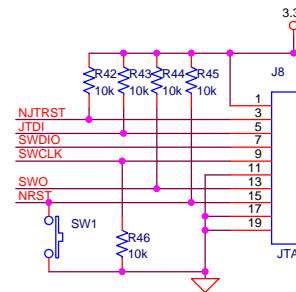 3.3
R42 R43 R44 R45 J8
10k 10k 10k 10k
1
NJTRST 3
JTDI 5
SWDIO 7
SWCLK 9
11
SWO 13
NRST 15
17
SW1 19
R46
10k
JTA